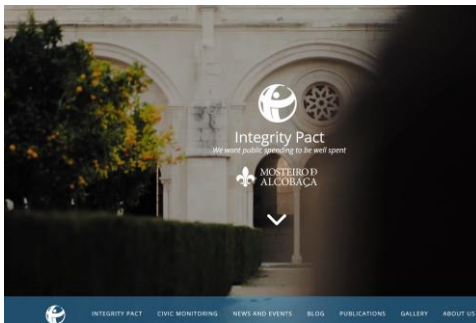 Integrity Pact
We want public spending to be well spent
MOSTEIRO Đ
ALCOBAÇA
INTEGRITY PACT CIVIC MONITORING NEWS AND EVENTS BLOG PUBLICATIONS GALLERY ABOUT US